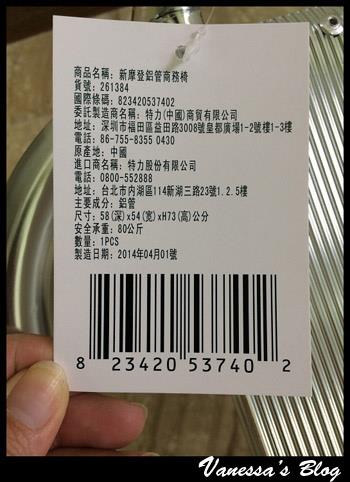 商品名稱: 新摩登鋁管商務椅
貨號: 261384
國際條碼: 823420537402
委託製造商名稱: 特力(中國)商貿有限公司
地址: 深圳市福田區益田路3008號皇都廣場1-2號樓1-3樓
電話: 86-755-8355 0430
原產地: 中國
進口商名稱: 特力股份有限公司
電話: 0800-552888
地址: 台北市內湖區114新湖三路23號1.2.5樓
主要成分: 鋁管
尺寸: 58(深)x54(宽)xH73(高)公分
安全承重: 80公斤
數量: 1PCS
製造日期: 2014年04月01號
8 23420 53740 2
Vanessa's Blog